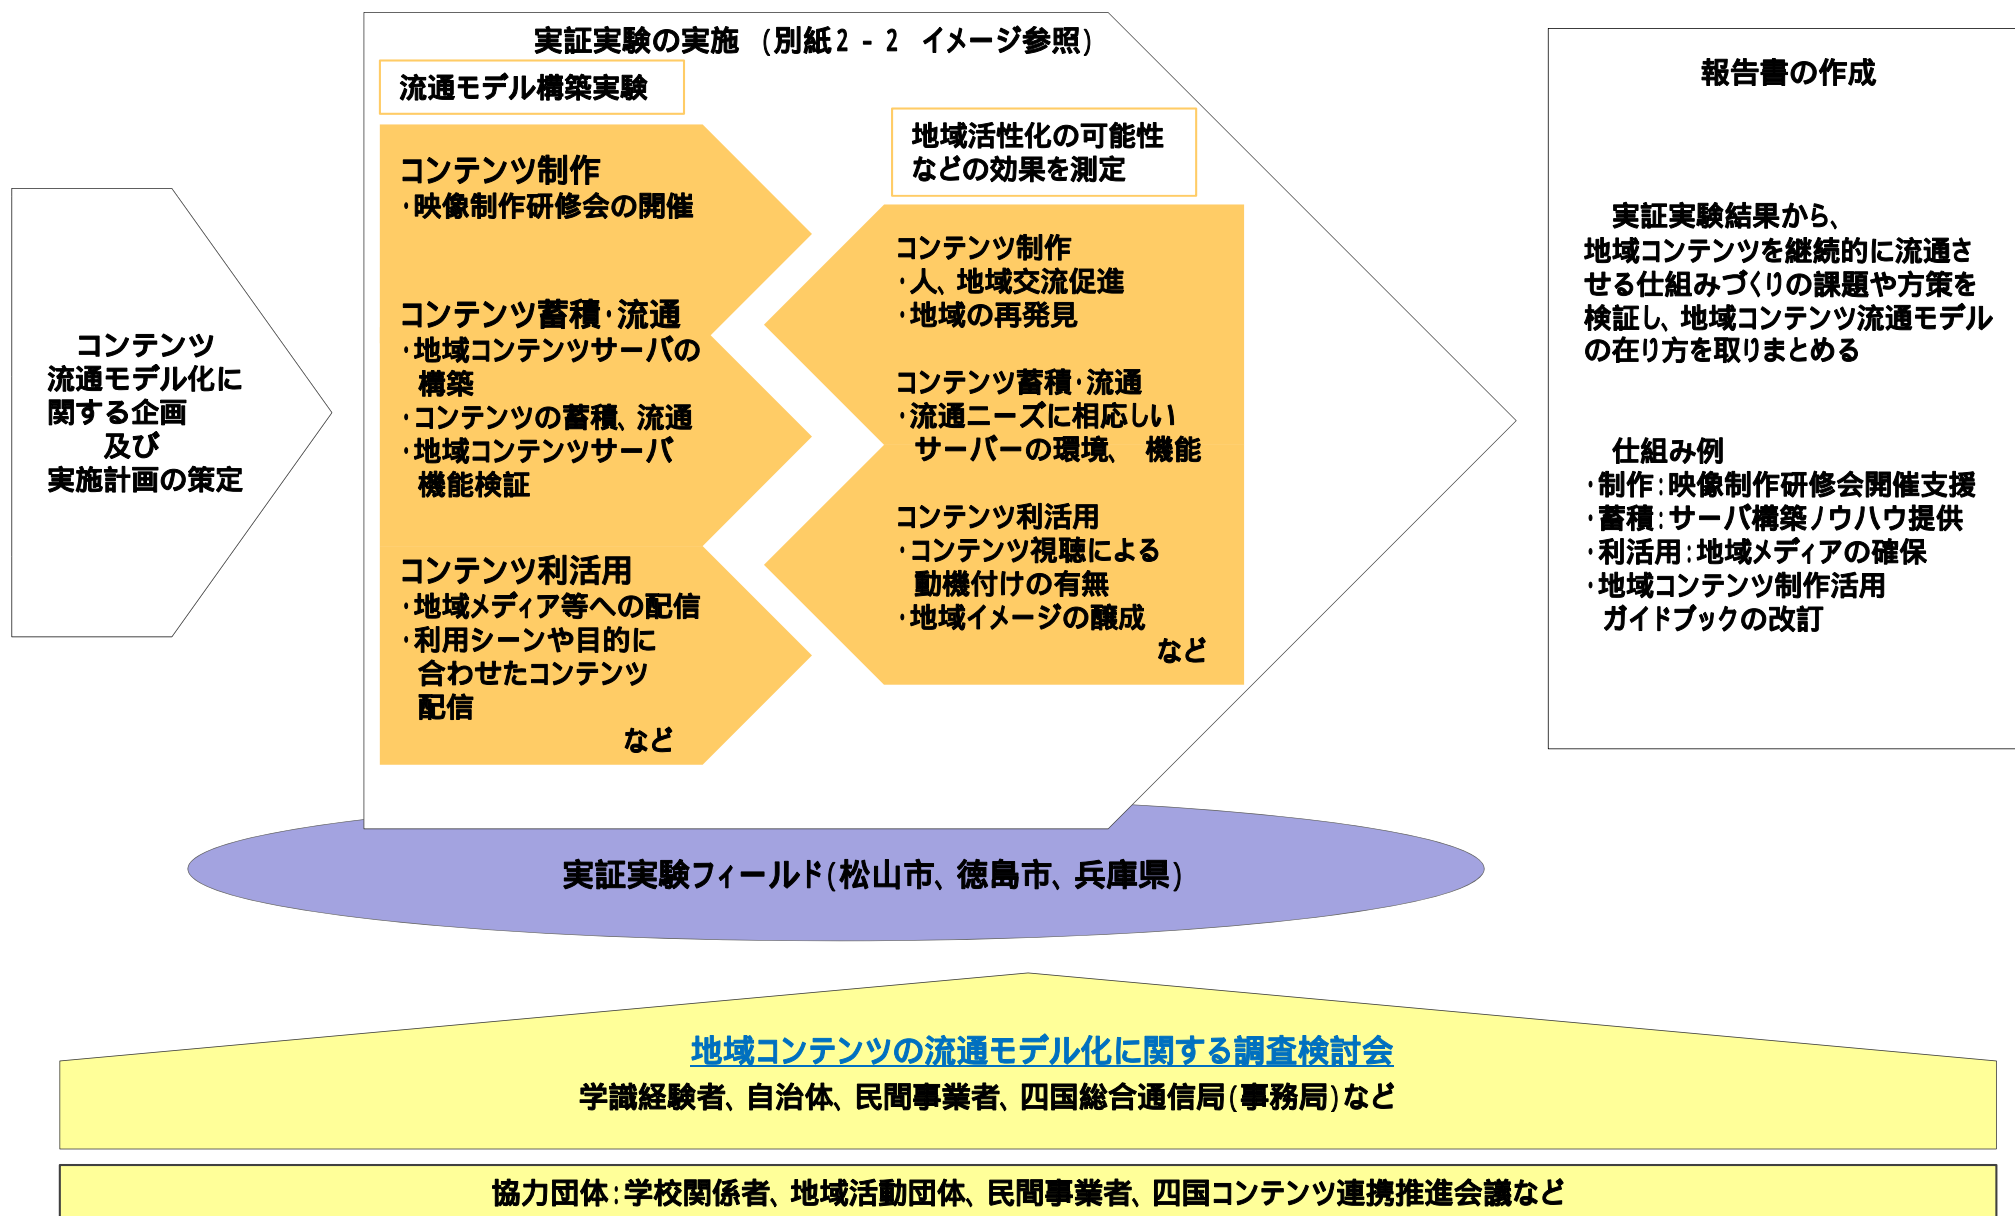 コンテンツ
流通モデル化に
関する企画
及び
実施計画の策定
実証実験の実施 (別紙2-2 イメージ参照)
流通モデル構築実験
コンテンツ制作
・映像制作研修会の開催
コンテンツ蓄積・流通
・地域コンテンツサーバの
構築
・コンテンツの蓄積、流通
・地域コンテンツサーバ
機能検証
コンテンツ利活用
・地域メディア等への配信
・利用シーンや目的に
合わせたコンテンツ
配信
など
地域活性化の可能性
などの効果を測定
コンテンツ制作
・人、地域交流促進
・地域の再発見
コンテンツ蓄積・流通
・流通ニーズに相応しい
サーバーの環境、 機能
コンテンツ利活用
・コンテンツ視聴による
動機付けの有無
・地域イメージの醸成
など
報告書の作成
実証実験結果から、
地域コンテンツを継続的に流通さ
せる仕組みづくりの課題や方策を
検証し、地域コンテンツ流通モデル
の在り方を取りまとめる
仕組み例
・制作:映像制作研修会開催支援
・蓄積:サーバ構築ノウハウ提供
・利活用:地域メディアの確保
・地域コンテンツ制作活用
ガイドブックの改訂
実証実験フィールド(松山市、徳島市、兵庫県)
地域コンテンツの流通モデル化に関する調査検討会
学識経験者、自治体、民間事業者、四国総合通信局(事務局)など
協力団体:学校関係者、地域活動団体、民間事業者、四国コンテンツ連携推進会議など